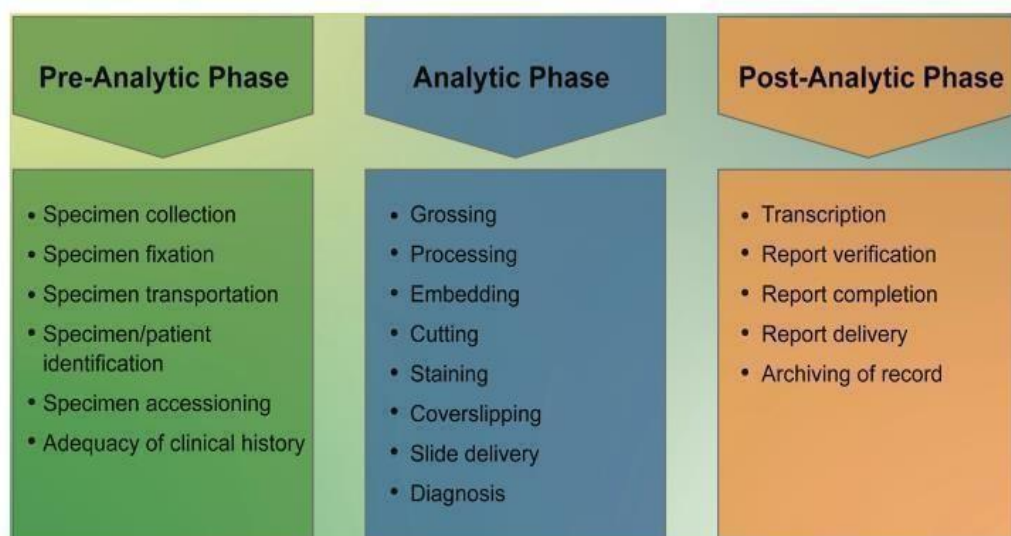 Pre-Analytic Phase
• Specimen collection
• Specimen fixation
• Specimen transportation
• Specimen/patient
identification
• Specimen accessioning
• Adequacy of clinical history
Analytic Phase
• Grossing
• Processing
• Embedding
• Cutting
• Staining
• Coverslipping
• Slide delivery
• Diagnosis
Post-Analytic Phase
• Transcription
• Report verification
• Report completion
• Report delivery
• Archiving of record